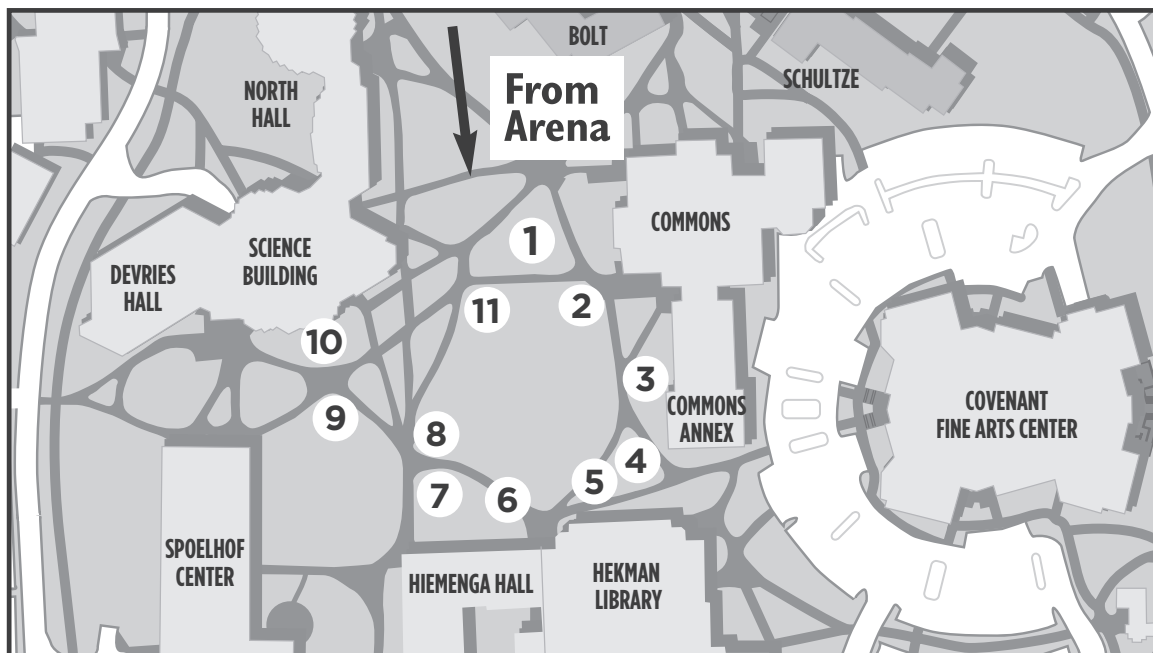 BOLT
From
Arena
NORTH
HALL
SCHULTZE
COMMONS
1
SCIENCE
BUILDING
DEVRIES
HALL
2
11
10
3
COMMONS
ANNEX
COVENANT
FINE ARTS CENTER
9
8
4
5
7
6
SPOELHOF
CENTER
HIEMENGA HALL
HEKMAN
LIBRARY